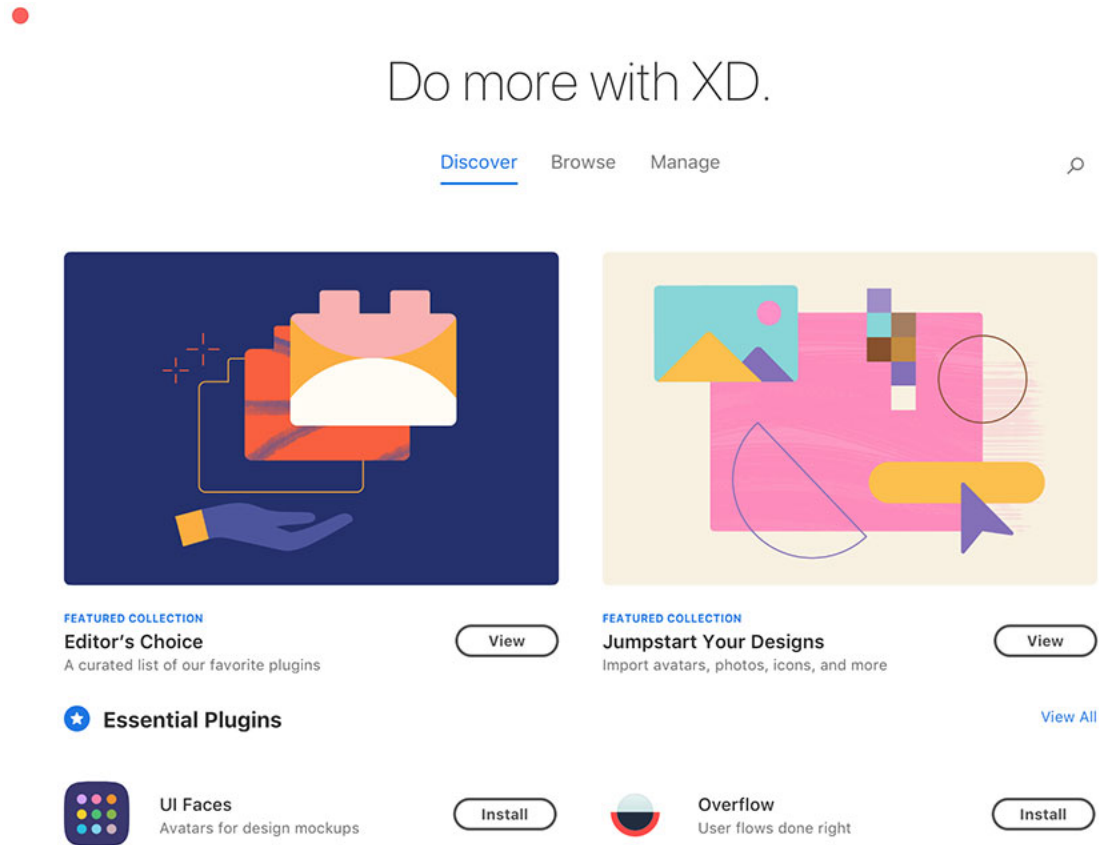 Do more with XD.
Discover Browse Manage
FEATURED COLLECTION
Editor's Choice
A curated list of our favorite plugins
View
FEATURED COLLECTION
Jumpstart Your Designs
Import avatars, photos, icons, and more
View
Essential Plugins
View All
UI Faces
Avatars for design mockups
Install
Overflow
User flows done right
Install